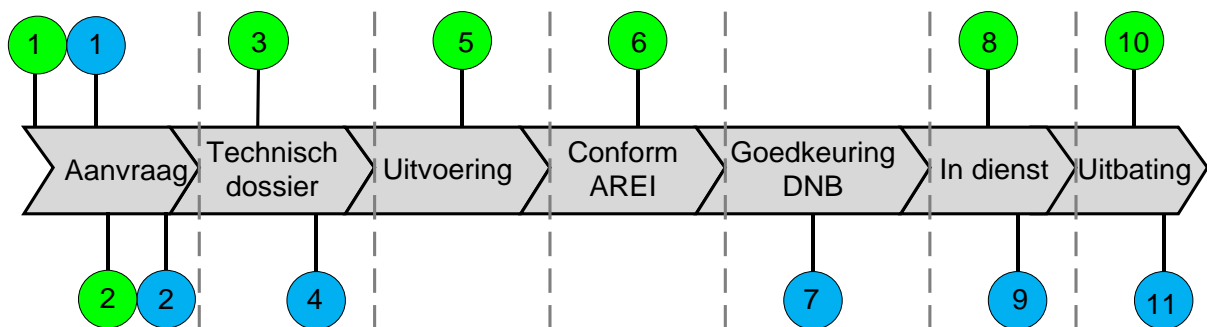 1
1
3
5
6
8
10
Aanvraag
Technisch
dossier
Uitvoering
Conform
AREI
Goedkeuring
DNB
In dienst
Uitbating
2
2
4
7
9
11